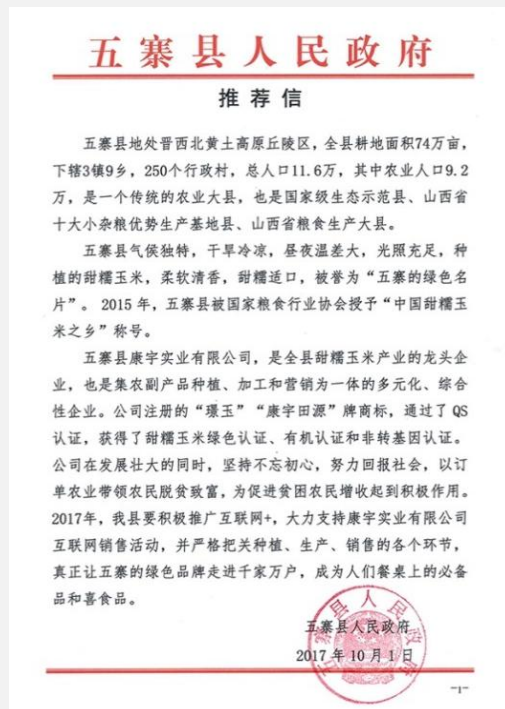 五寨县人民政府
推荐信
五寨县地处晋西北黄土高原丘陵区，全县耕地面积74万亩，
下辖3镇9乡，250个行政村，总人口11.6万，其中农业人口9.2
万，是一个传统的农业大县，也是国家级生态示范县、山西省
十大小杂粮优势生产基地县、山西省粮食生产大县。
五寨县气侯独特，干旱冷凉，昼夜温差大，光照充足，种
植的甜糯玉米，柔软清香，甜糯适口，被誉为“五寨的绿色名
片”。2015年，五寨县被国家粮食行业协会授予“中国甜糯玉
米之乡”称号。
五寨县康宇实业有限公司，是全县甜糯玉米产业的龙头企
业，也是集农副产品种植、加工和营销为一体的多元化、综合
性企业。公司注册的“璟玉”“康宇田源”牌商标，通过了QS
认证，获得了甜糯玉米绿色认证、有机认证和非转基因认证。
公司在发展壮大的同时，坚持不忘初心，努力回报社会，以订
单农业带领农民脱贫致富，为促进贫困农民增收起到积极作用。
2017年，我县要积极推广互联网+，大力支持康宇实业有限公司
互联网销售活动，并严格把关种植、生产、销售的各个环节，
真正让五寨的绿色品牌走进千家万户，成为人们餐桌上的必备
品和喜食品。
五寨县人民政府
2017年10月1日
五寨县人民政府
-1-